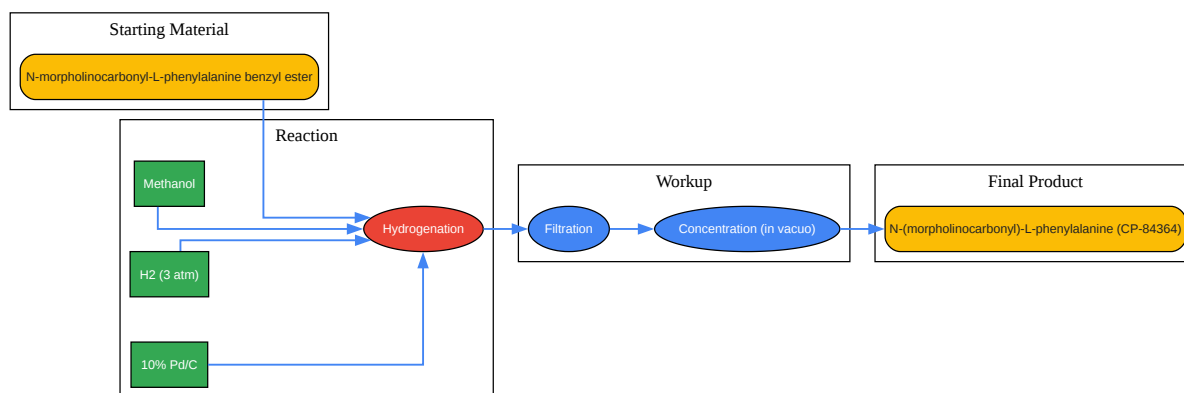 Starting Material
N-morpholinocarbonyl-L-phenylalanine benzyl ester
Reaction
Methanol
H2 (3 atm)
10% Pd/C
Hydrogenation
Workup
Filtration
Concentration (in vacuo)
Final Product
N-(morpholinocarbonyl)-L-phenylalanine (CP-84364)